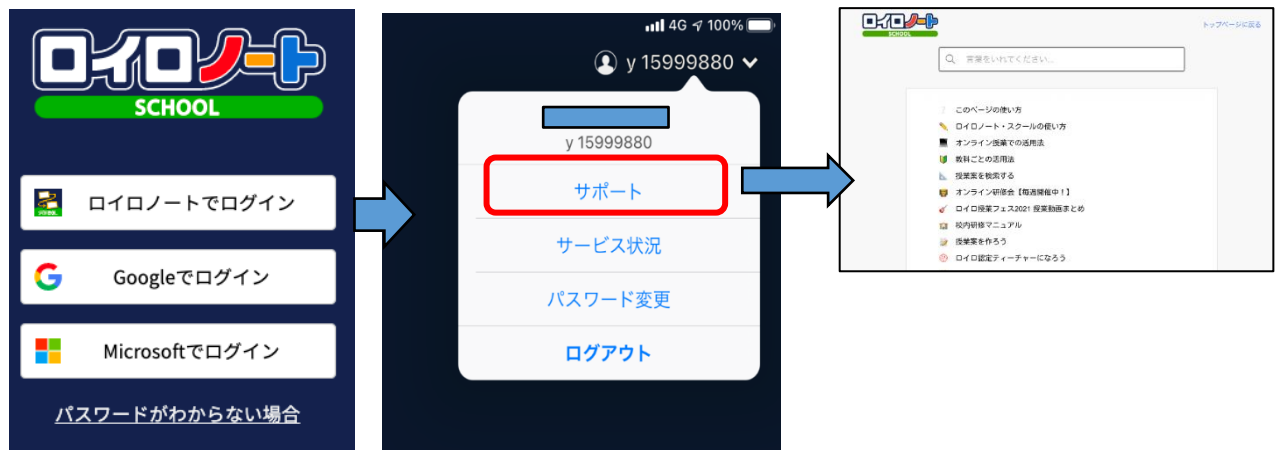 ロイロノート
SCHOOL
ロイロノートでログイン
Googleでログイン
Microsoftでログイン
パスワードがわからない場合
4G 100%
y 15999880
y 15999880
サポート
サービス状況
パスワード変更
ログアウト
ロイロノート
SCHOOL
トップページに戻る
言葉をいれてください...
このページの使い方
ロイロノート・スクールの使い方
オンライン授業での活用法
教科ごとの活用法
授業案を検索する
オンライン研修会【毎週開催中!】
ロイロ授業フェス2021 授業動画まとめ
校内研修マニュアル
授業案を作ろう
ロイロ認定ティーチャーになろう